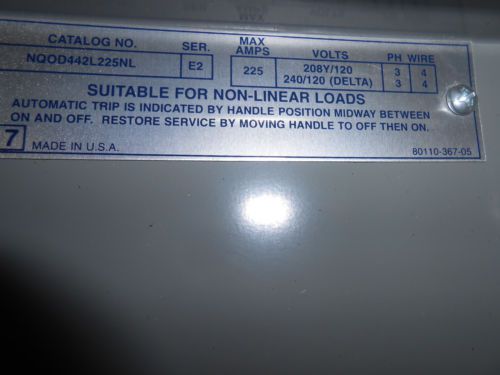 CATALOG NO. SER. MAX AMPS VOLTS PH WIRE
NQOD442L225NL E2 225 208Y/120 3 4
240/120 (DELTA) 3 4
SUITABLE FOR NON-LINEAR LOADS
AUTOMATIC TRIP IS INDICATED BY HANDLE POSITION MIDWAY BETWEEN
ON AND OFF. RESTORE SERVICE BY MOVING HANDLE TO OFF THEN ON.
7 MADE IN U.S.A. 80110-367-05